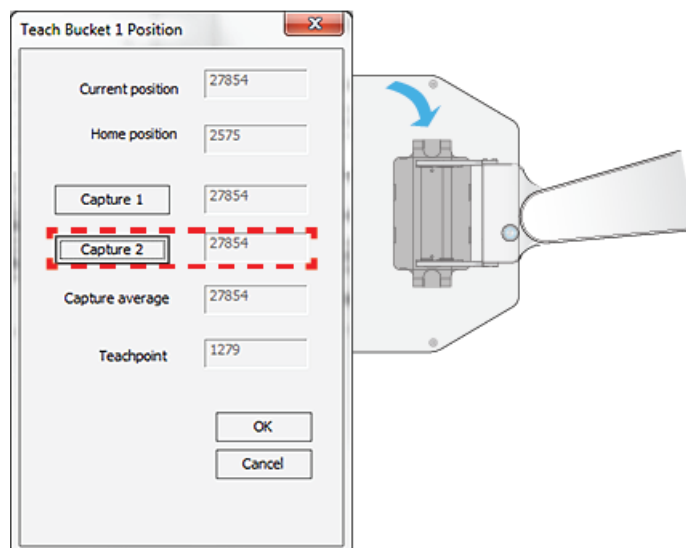 Teach Bucket 1 Position
Current position 27854
Home position 2575
Capture 1 27854
Capture 2 27854
Capture average 27854
Teachpoint 1279
OK
Cancel